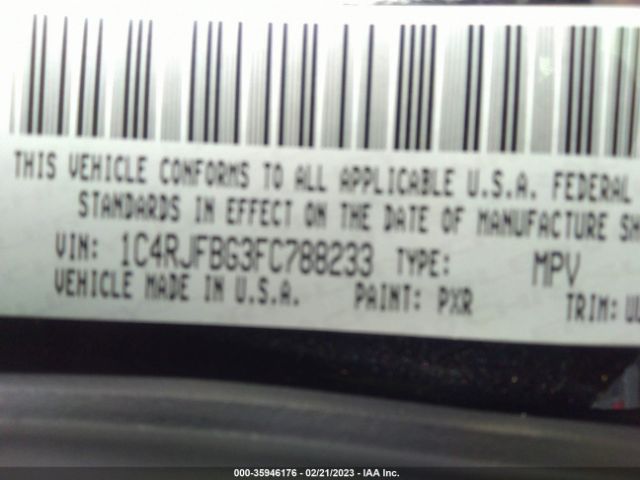 THIS VEHICLE CONFORMS TO ALL APPLICABLE U.S.A. FEDERAL
STANDARDS IN EFFECT ON THE DATE OF MANUFACTURE SH
VIN: 1C4RJFBG3FC788233 TYPE: MPV
VEHICLE MADE IN U.S.A. PAINT: PXR TRIM:
000-35946176 - 02/21/2023 - IAA Inc.